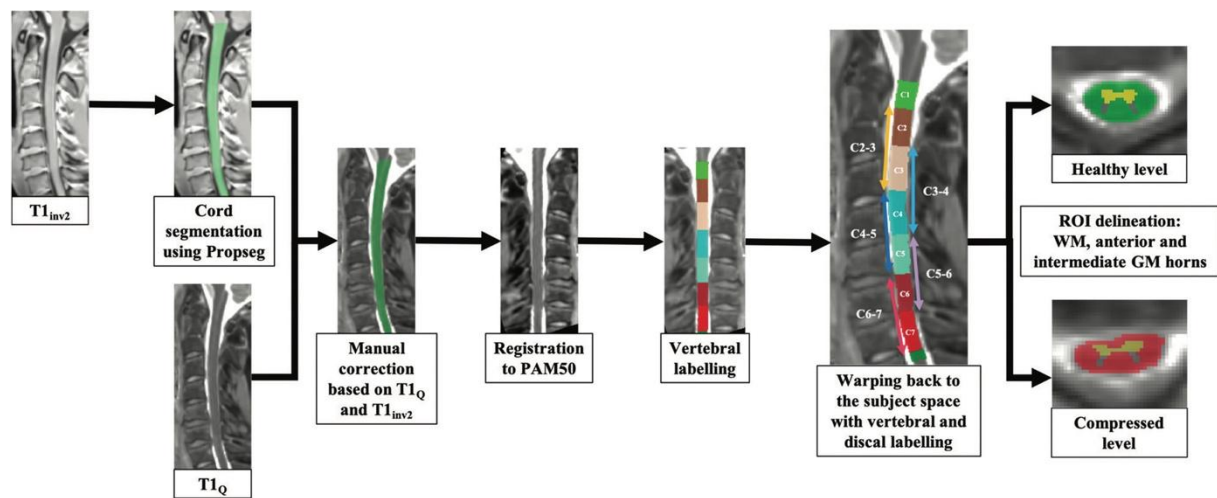 T1inv2
Cord
segmentation
using Propseg
T1Q
Manual
correction
based on T1Q
and T1inv2
Registration
to PAM50
Vertebral
labelling
C1
C2
C2-3
C3
C3-4
C4
C4-5
C5
C5-6
C6
C6-7
C7
Warping back to
the subject space
with vertebral and
discal labelling
Healthy level
ROI delineation:
WM, anterior and
intermediate GM horns
Compressed
level